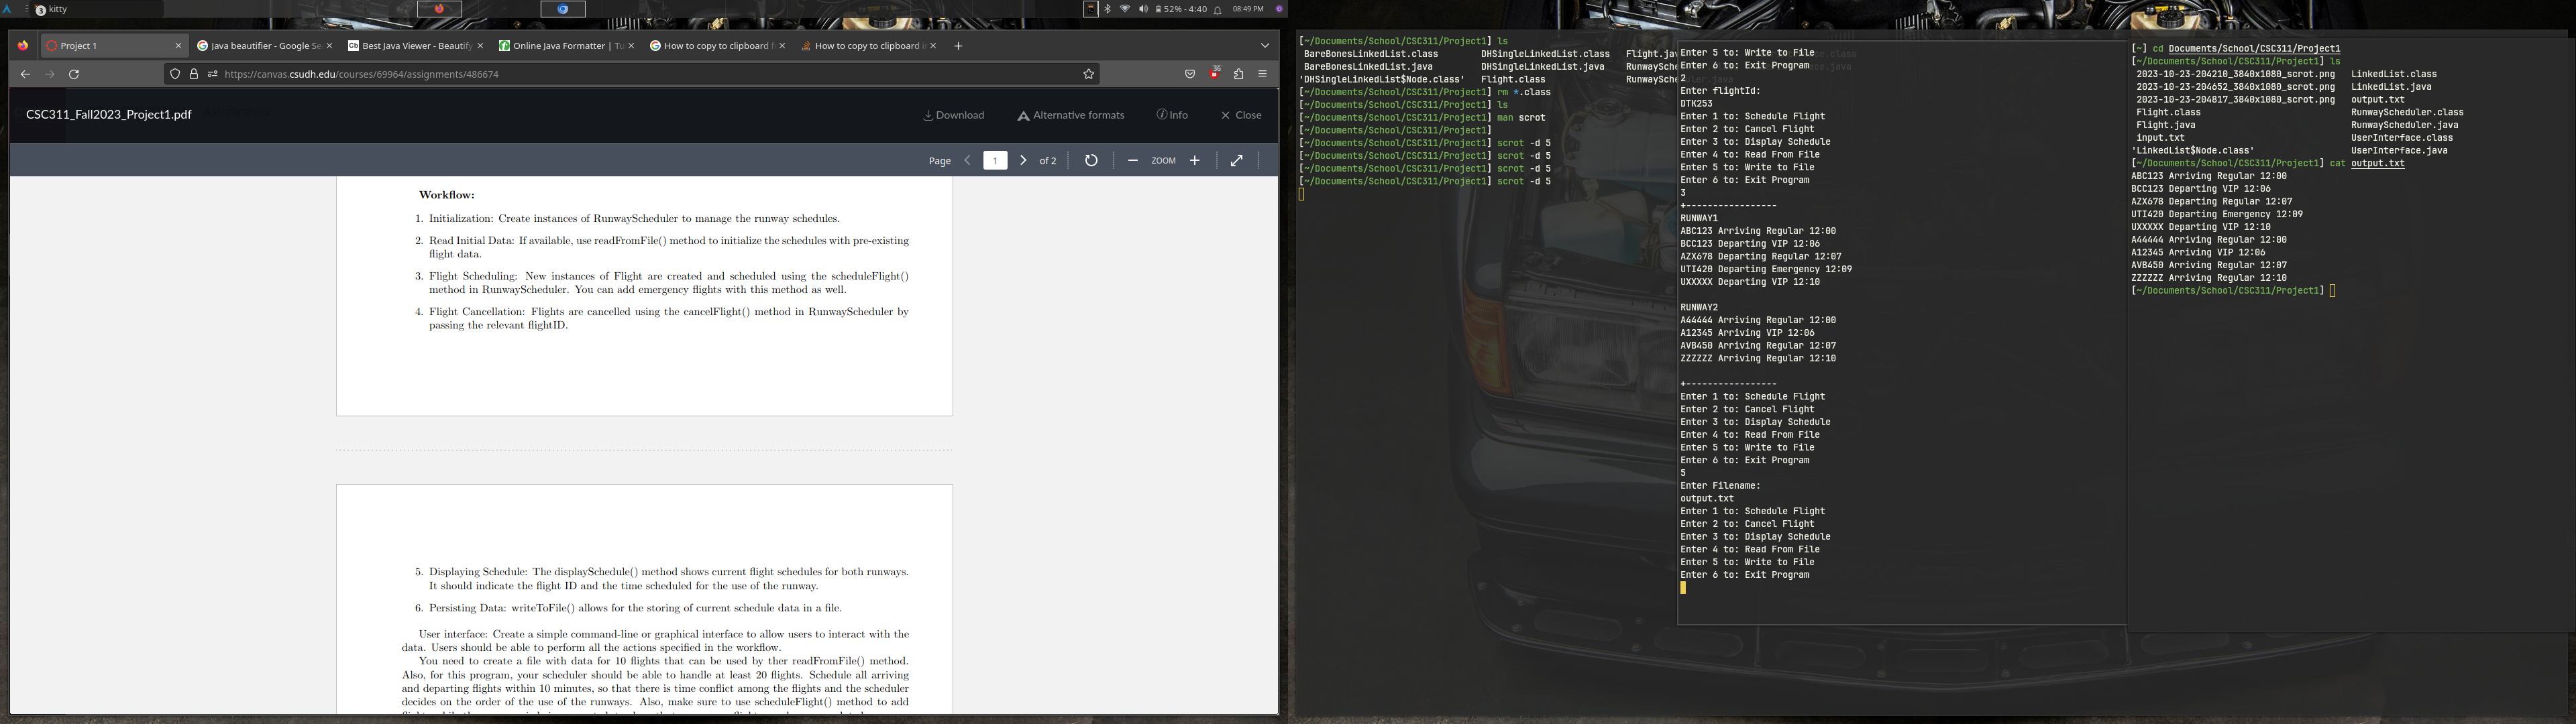 kitty
52% - 4:40
08:49 PM
Project 1
Java beautifier - Google Se
Best Java Viewer - Beautify
Online Java Formatter | Tu
How to copy to clipboard
How to copy to clipboard i
https://canvas.csudh.edu/courses/69964/assignments/486674
36
CSC311_Fall2023_Project1.pdf
Download
Alternative formats
Info
Close
Page 1 of 2
ZOOM
Workflow:
1. Initialization: Create instances of RunwayScheduler to manage the runway schedules.
2. Read Initial Data: If available, use readFromFile() method to initialize the schedules with pre-existing
flight data.
3. Flight Scheduling: New instances of Flight are created and scheduled using the scheduleFlight()
method in RunwayScheduler. You can add emergency flights with this method as well.
4. Flight Cancellation: Flights are cancelled using the cancelFlight() method in RunwayScheduler by
passing the relevant flightID.
5. Displaying Schedule: The displaySchedule() method shows current flight schedules for both runways.
It should indicate the flight ID and the time scheduled for the use of the runway.
6. Persisting Data: writeToFile() allows for the storing of current schedule data in a file.
User interface: Create a simple command-line or graphical interface to allow users to interact with the
data. Users should be able to perform all the actions specified in the workflow.
You need to create a file with data for 10 flights that can be used by ther readFromFile() method.
Also, for this program, your scheduler should be able to handle at least 20 flights. Schedule all arriving
and departing flights within 10 minutes, so that there is time conflict among the flights and the scheduler
decides on the order of the use of the runways. Also, make sure to use scheduleFlight() method to add
[~/Documents/School/CSC311/Project1] ls
BareBonesLinkedList.class DHSingleLinkedList.class Flight.jav
BareBonesLinkedList.java DHSingleLinkedList.java RunwaySch
'DHSingleLinkedList$Node.class' Flight.class RunwaySch
[~/Documents/School/CSC311/Project1] rm *.class
[~/Documents/School/CSC311/Project1] ls
[~/Documents/School/CSC311/Project1] man scrot
[~/Documents/School/CSC311/Project1]
[~/Documents/School/CSC311/Project1] scrot -d 5
[~/Documents/School/CSC311/Project1] scrot -d 5
[~/Documents/School/CSC311/Project1] scrot -d 5
[~/Documents/School/CSC311/Project1] scrot -d 5
Enter 5 to: Write to File
Enter 6 to: Exit Program
2
Enter flightId:
DTK253
Enter 1 to: Schedule Flight
Enter 2 to: Cancel Flight
Enter 3 to: Display Schedule
Enter 4 to: Read From File
Enter 5 to: Write to File
Enter 6 to: Exit Program
3
+----------------
RUNWAY1
ABC123 Arriving Regular 12:00
BCC123 Departing VIP 12:06
AZX678 Departing Regular 12:07
UTI420 Departing Emergency 12:09
UXXXXX Departing VIP 12:10
RUNWAY2
A44444 Arriving Regular 12:00
A12345 Arriving VIP 12:06
AVB450 Arriving Regular 12:07
ZZZZZZ Arriving Regular 12:10
+----------------
Enter 1 to: Schedule Flight
Enter 2 to: Cancel Flight
Enter 3 to: Display Schedule
Enter 4 to: Read From File
Enter 5 to: Write to File
Enter 6 to: Exit Program
5
Enter Filename:
output.txt
Enter 1 to: Schedule Flight
Enter 2 to: Cancel Flight
Enter 3 to: Display Schedule
Enter 4 to: Read From File
Enter 5 to: Write to File
Enter 6 to: Exit Program
[~] cd Documents/School/CSC311/Project1
[~/Documents/School/CSC311/Project1] ls
2023-10-23-204210_3840x1080_scrot.png LinkedList.class
2023-10-23-204652_3840x1080_scrot.png LinkedList.java
2023-10-23-204817_3840x1080_scrot.png output.txt
Flight.class RunwayScheduler.class
Flight.java RunwayScheduler.java
input.txt UserInterface.class
'LinkedList$Node.class' UserInterface.java
[~/Documents/School/CSC311/Project1] cat output.txt
ABC123 Arriving Regular 12:00
BCC123 Departing VIP 12:06
AZX678 Departing Regular 12:07
UTI420 Departing Emergency 12:09
UXXXXX Departing VIP 12:10
A44444 Arriving Regular 12:00
A12345 Arriving VIP 12:06
AVB450 Arriving Regular 12:07
ZZZZZZ Arriving Regular 12:10
[~/Documents/School/CSC311/Project1]